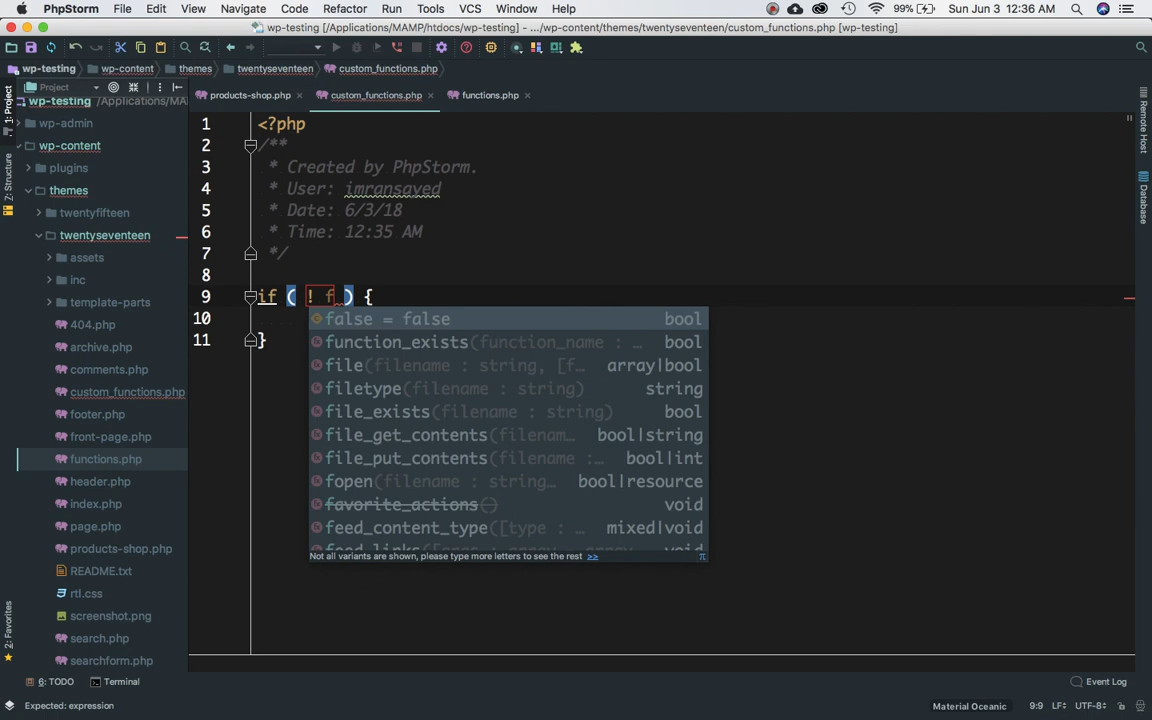 PhpStorm File Edit View Navigate Code Refactor Run Tools VCS Window Help 99% Sun Jun 3 12:36 AM
wp-testing [/Applications/MAMP/htdocs/wp-testing] - .../wp-content/themes/twentyseventeen/custom_functions.php [wp-testing]
wp-testing wp-content themes twentyseventeen custom_functions.php
Project
products-shop.php custom_functions.php functions.php
1: Project
Z: Structure
2: Favorites
wp-testing /Applications/MA
wp-admin
wp-content
plugins
themes
twentyfifteen
twentyseventeen
assets
inc
template-parts
404.php
archive.php
comments.php
custom_functions.php
footer.php
front-page.php
functions.php
header.php
index.php
page.php
products-shop.php
README.txt
rtl.css
screenshot.png
search.php
searchform.php
1 <?php
2 /**
3 * Created by PhpStorm.
4 * User: imransayed
5 * Date: 6/3/18
6 * Time: 12:35 AM
7 */
8
9 if ( ! f ) {
10
11 }
false = false bool
function_exists(function_name : … bool
file(filename : string, [f… array|bool
filetype(filename : string) string
file_exists(filename : string) bool
file_get_contents(filenam… bool|string
file_put_contents(filename :… bool|int
fopen(filename : string… bool|resource
favorite_actions() void
feed_content_type([type : … mixed|void
Not all variants are shown, please type more letters to see the rest >> π
Remote Host
Database
6: TODO Terminal Event Log
Expected: expression Material Oceanic 9:9 LF UTF-8